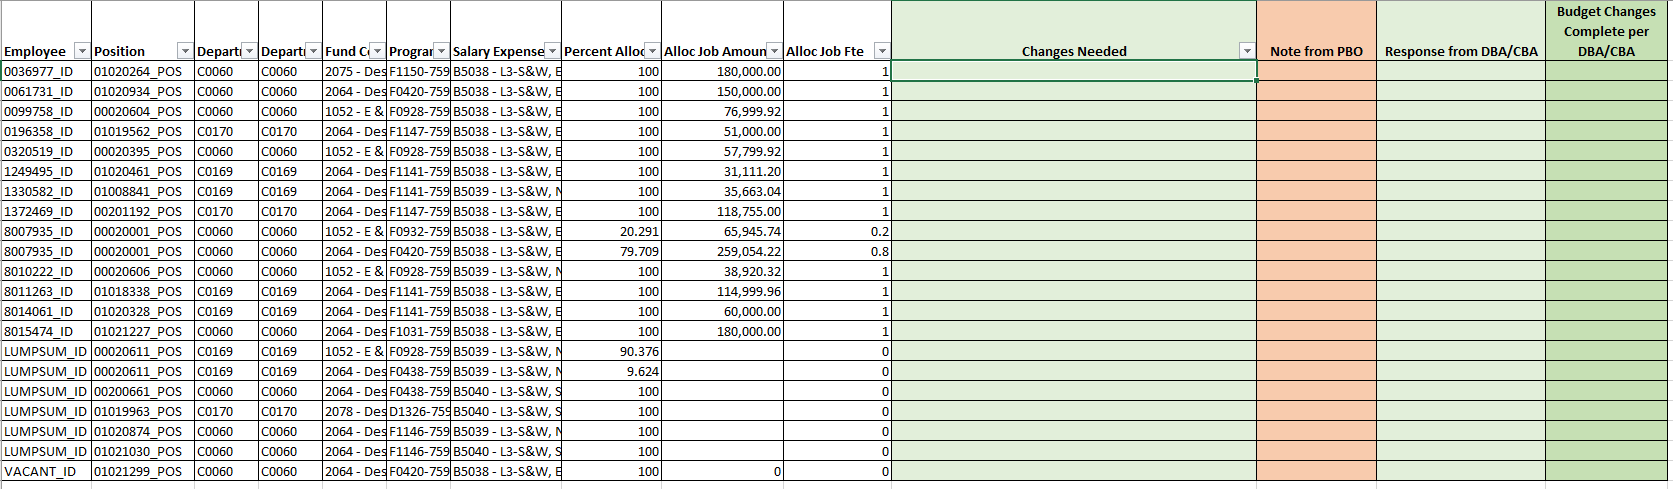 Budget Changes
Complete per
Employee Position Departı Departı Fund Co Prograr Salary Expense Percent Alloc Alloc Job Amoun Alloc Job Fte Changes Needed Note from PBO Response from DBA/CBA DBA/CBA
0036977_ID 01020264_POS C0060 C0060 2075 - Des F1150-759 B5038 - L3-S&W, E 100 180,000.00 1
0061731_ID 01020934_POS C0060 C0060 2064 - Des F0420-759 B5038 - L3-S&W, E 100 150,000.00 1
0099758_ID 00020604_POS C0060 C0060 1052 - E & F0928-759 B5038 - L3-S&W, E 100 76,999.92 1
0196358_ID 01019562_POS C0170 C0170 2064 - Des F1147-759 B5038 - L3-S&W, E 100 51,000.00 1
0320519_ID 00020395_POS C0060 C0060 1052 - E & F0928-759 B5038 - L3-S&W, E 100 57,799.92 1
1249495_ID 01020461_POS C0169 C0169 2064 - Des F1141-759 B5038 - L3-S&W, E 100 31,111.20 1
1330582_ID 01008841_POS C0169 C0169 2064 - Des F1141-759 B5039 - L3-S&W, N 100 35,663.04 1
1372469_ID 00201192_POS C0170 C0170 2064 - Des F1147-759 B5038 - L3-S&W, E 100 118,755.00 1
8007935_ID 00020001_POS C0060 C0060 1052 - E & F0932-759 B5038 - L3-S&W, E 20.291 65,945.74 0.2
8007935_ID 00020001_POS C0060 C0060 2064 - Des F0420-759 B5038 - L3-S&W, E 79.709 259,054.22 0.8
8010222_ID 00020606_POS C0060 C0060 1052 - E & F0928-759 B5039 - L3-S&W, N 100 38,920.32 1
8011263_ID 01018338_POS C0169 C0169 2064 - Des F1141-759 B5038 - L3-S&W, E 100 114,999.96 1
8014061_ID 01020328_POS C0169 C0169 2064 - Des F1141-759 B5038 - L3-S&W, E 100 60,000.00 1
8015474_ID 01021227_POS C0060 C0060 2064 - Des F1031-759 B5038 - L3-S&W, E 100 180,000.00 1
LUMPSUM_ID 00020611_POS C0169 C0169 1052 - E & F0928-759 B5039 - L3-S&W, N 90.376 0
LUMPSUM_ID 00020611_POS C0169 C0169 2064 - Des F0438-759 B5039 - L3-S&W, N 9.624 0
LUMPSUM_ID 00200661_POS C0060 C0060 2064 - Des F0438-759 B5040 - L3-S&W, S 100 0
LUMPSUM_ID 01019963_POS C0170 C0170 2078 - Des D1326-759 B5040 - L3-S&W, S 100 0
LUMPSUM_ID 01020874_POS C0060 C0060 2064 - Des F1146-759 B5039 - L3-S&W, N 100 0
LUMPSUM_ID 01021030_POS C0060 C0060 2064 - Des F1146-759 B5040 - L3-S&W, S 100 0
VACANT_ID 01021299_POS C0060 C0060 2064 - Des F0420-759 B5038 - L3-S&W, E 100 0 0